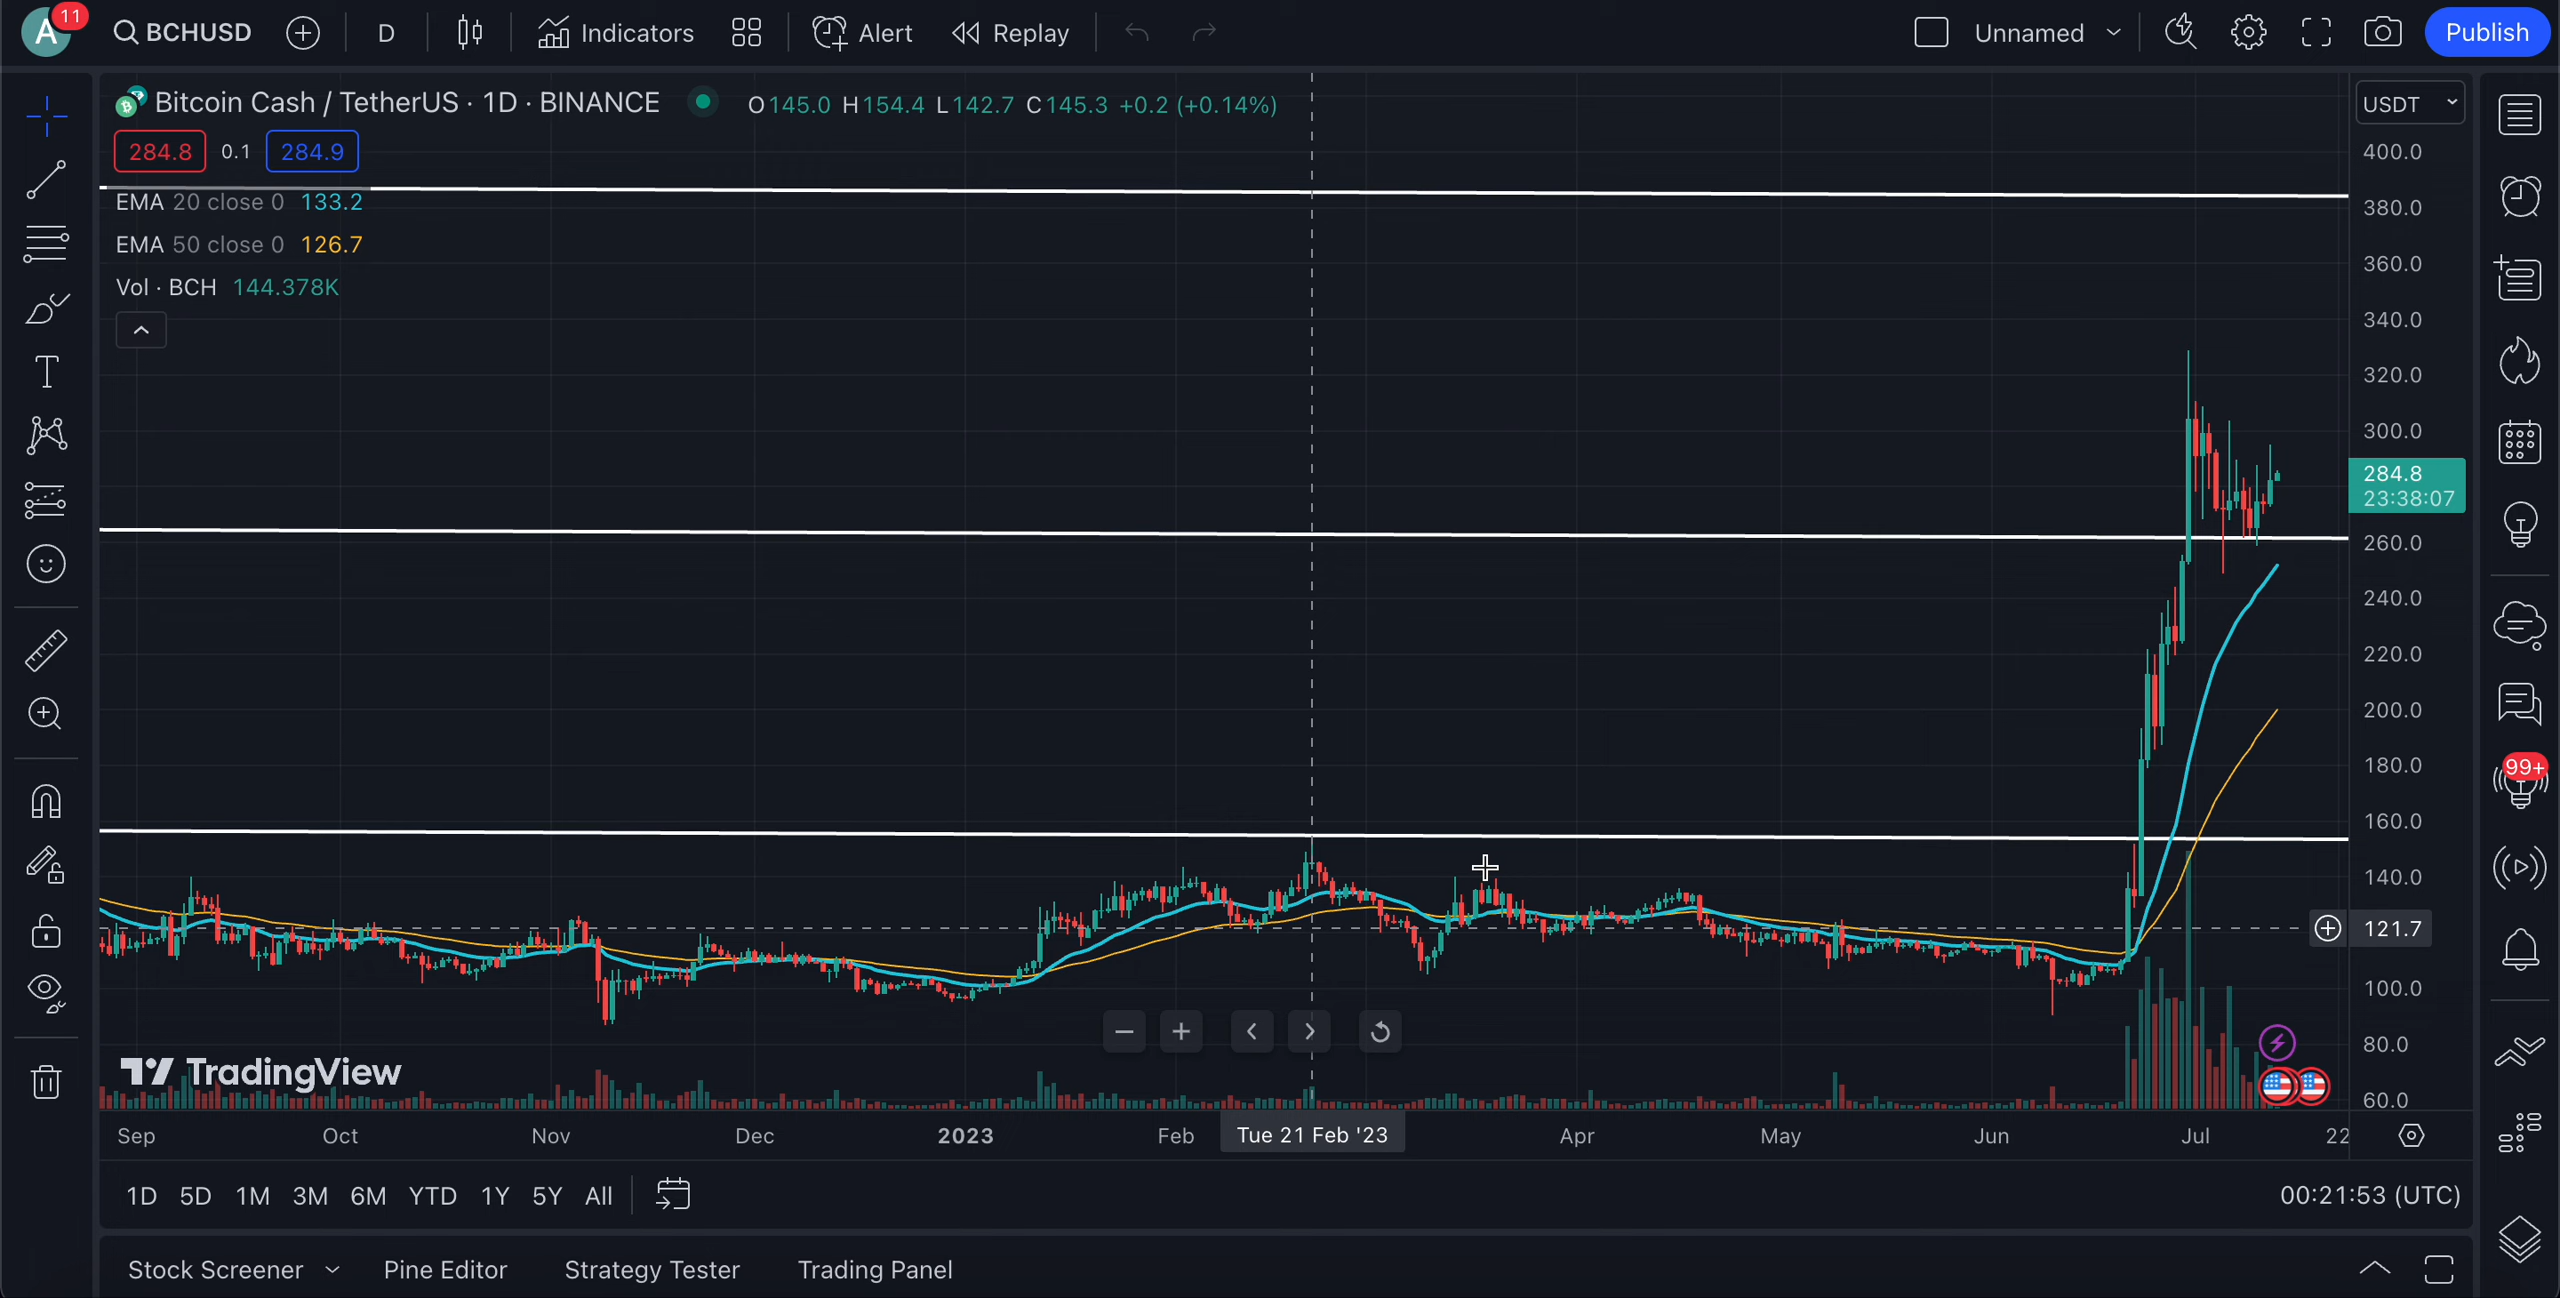 A 11 BCHUSD D Indicators Alert Replay Unnamed Publish
Bitcoin Cash / TetherUS · 1D · BINANCE O145.0 H154.4 L142.7 C145.3 +0.2 (+0.14%)
USDT
284.8 0.1 284.9
EMA 20 close 0 133.2
EMA 50 close 0 126.7
Vol · BCH 144.378K
400.0
380.0
360.0
340.0
320.0
300.0
284.8
23:38:07
260.0
240.0
220.0
200.0
180.0
160.0
140.0
121.7
100.0
80.0
60.0
99+
TradingView
Sep Oct Nov Dec 2023 Feb Tue 21 Feb '23 Apr May Jun Jul 22
1D 5D 1M 3M 6M YTD 1Y 5Y All 00:21:53 (UTC)
Stock Screener Pine Editor Strategy Tester Trading Panel